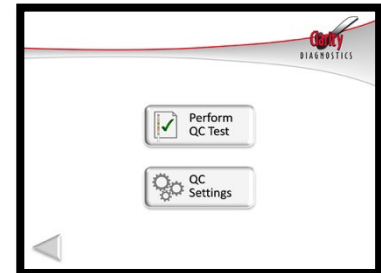 Clarity
DIAGNOSTICS
Perform
QC Test
QC
Settings